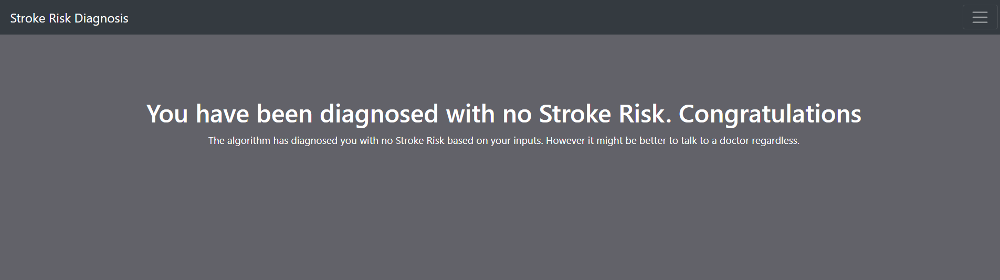 Stroke Risk Diagnosis
You have been diagnosed with no Stroke Risk. Congratulations
The algorithm has diagnosed you with no Stroke Risk based on your inputs. However it might be better to talk to a doctor regardless.